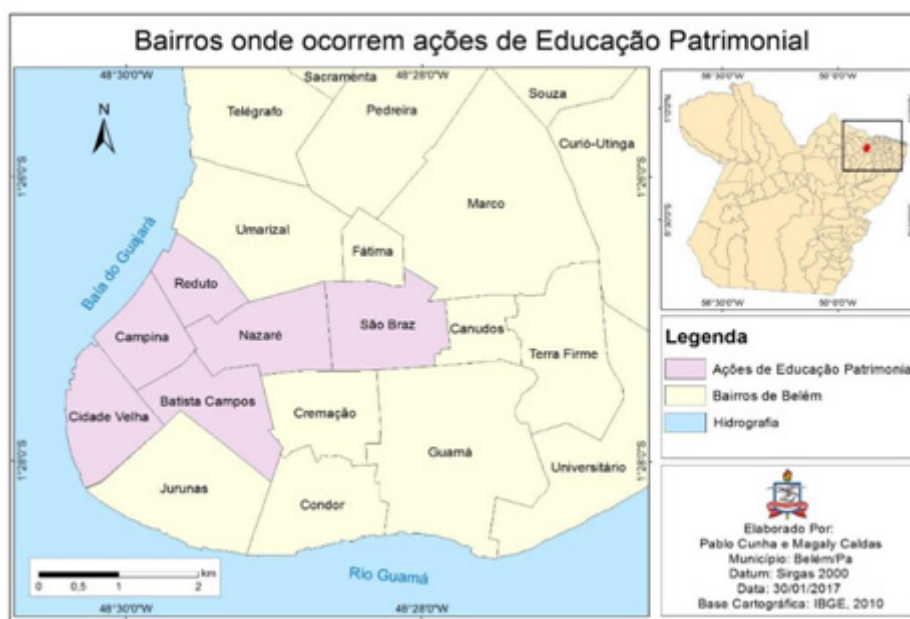 Bairros onde ocorrem ações de Educação Patrimonial
48°30'0"W
48°28'0"W
N
Sacramenta
Telégrafo
Pedreira
Souza
Curió-Utinga
1°26'0"S
1°26'0"S
Marco
Umarizal
Fátima
Baía do Guajará
Reduto
Campina
Nazaré
São Braz
Canudos
Terra Firme
Cidade Velha
Batista Campos
Cremação
Guamá
Universitário
1°28'0"S
1°28'0"S
Jurunas
Condor
Rio Guamá
0 0,5 1 2
km
48°30'0"W
48°28'0"W
Legenda
Ações de Educação Patrimonia
Bairros de Belém
Hidrografia
Elaborado Por:
Pablo Cunha e Magaly Caldas
Município: Belém/Pa
Datum: Sirgas 2000
Data: 30/01/2017
Base Cartográfica: IBGE, 2010